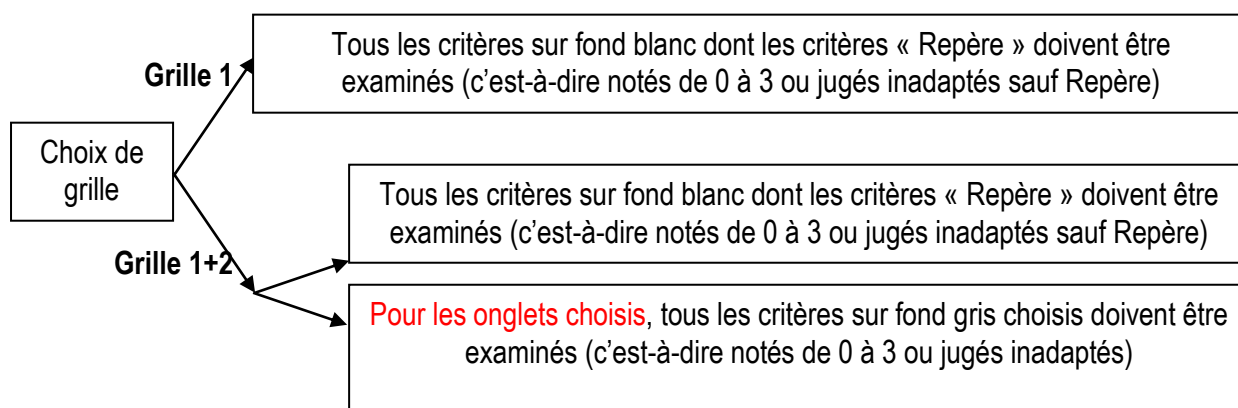 Tous les critères sur fond blanc dont les critères « Repère » doivent être
examinés (c’est-à-dire notés de 0 à 3 ou jugés inadaptés sauf Repère)
Grille 1
Choix de
grille
Tous les critères sur fond blanc dont les critères « Repère » doivent être
examinés (c’est-à-dire notés de 0 à 3 ou jugés inadaptés sauf Repère)
Grille 1+2
Pour les onglets choisis, tous les critères sur fond gris choisis doivent être
examinés (c’est-à-dire notés de 0 à 3 ou jugés inadaptés)